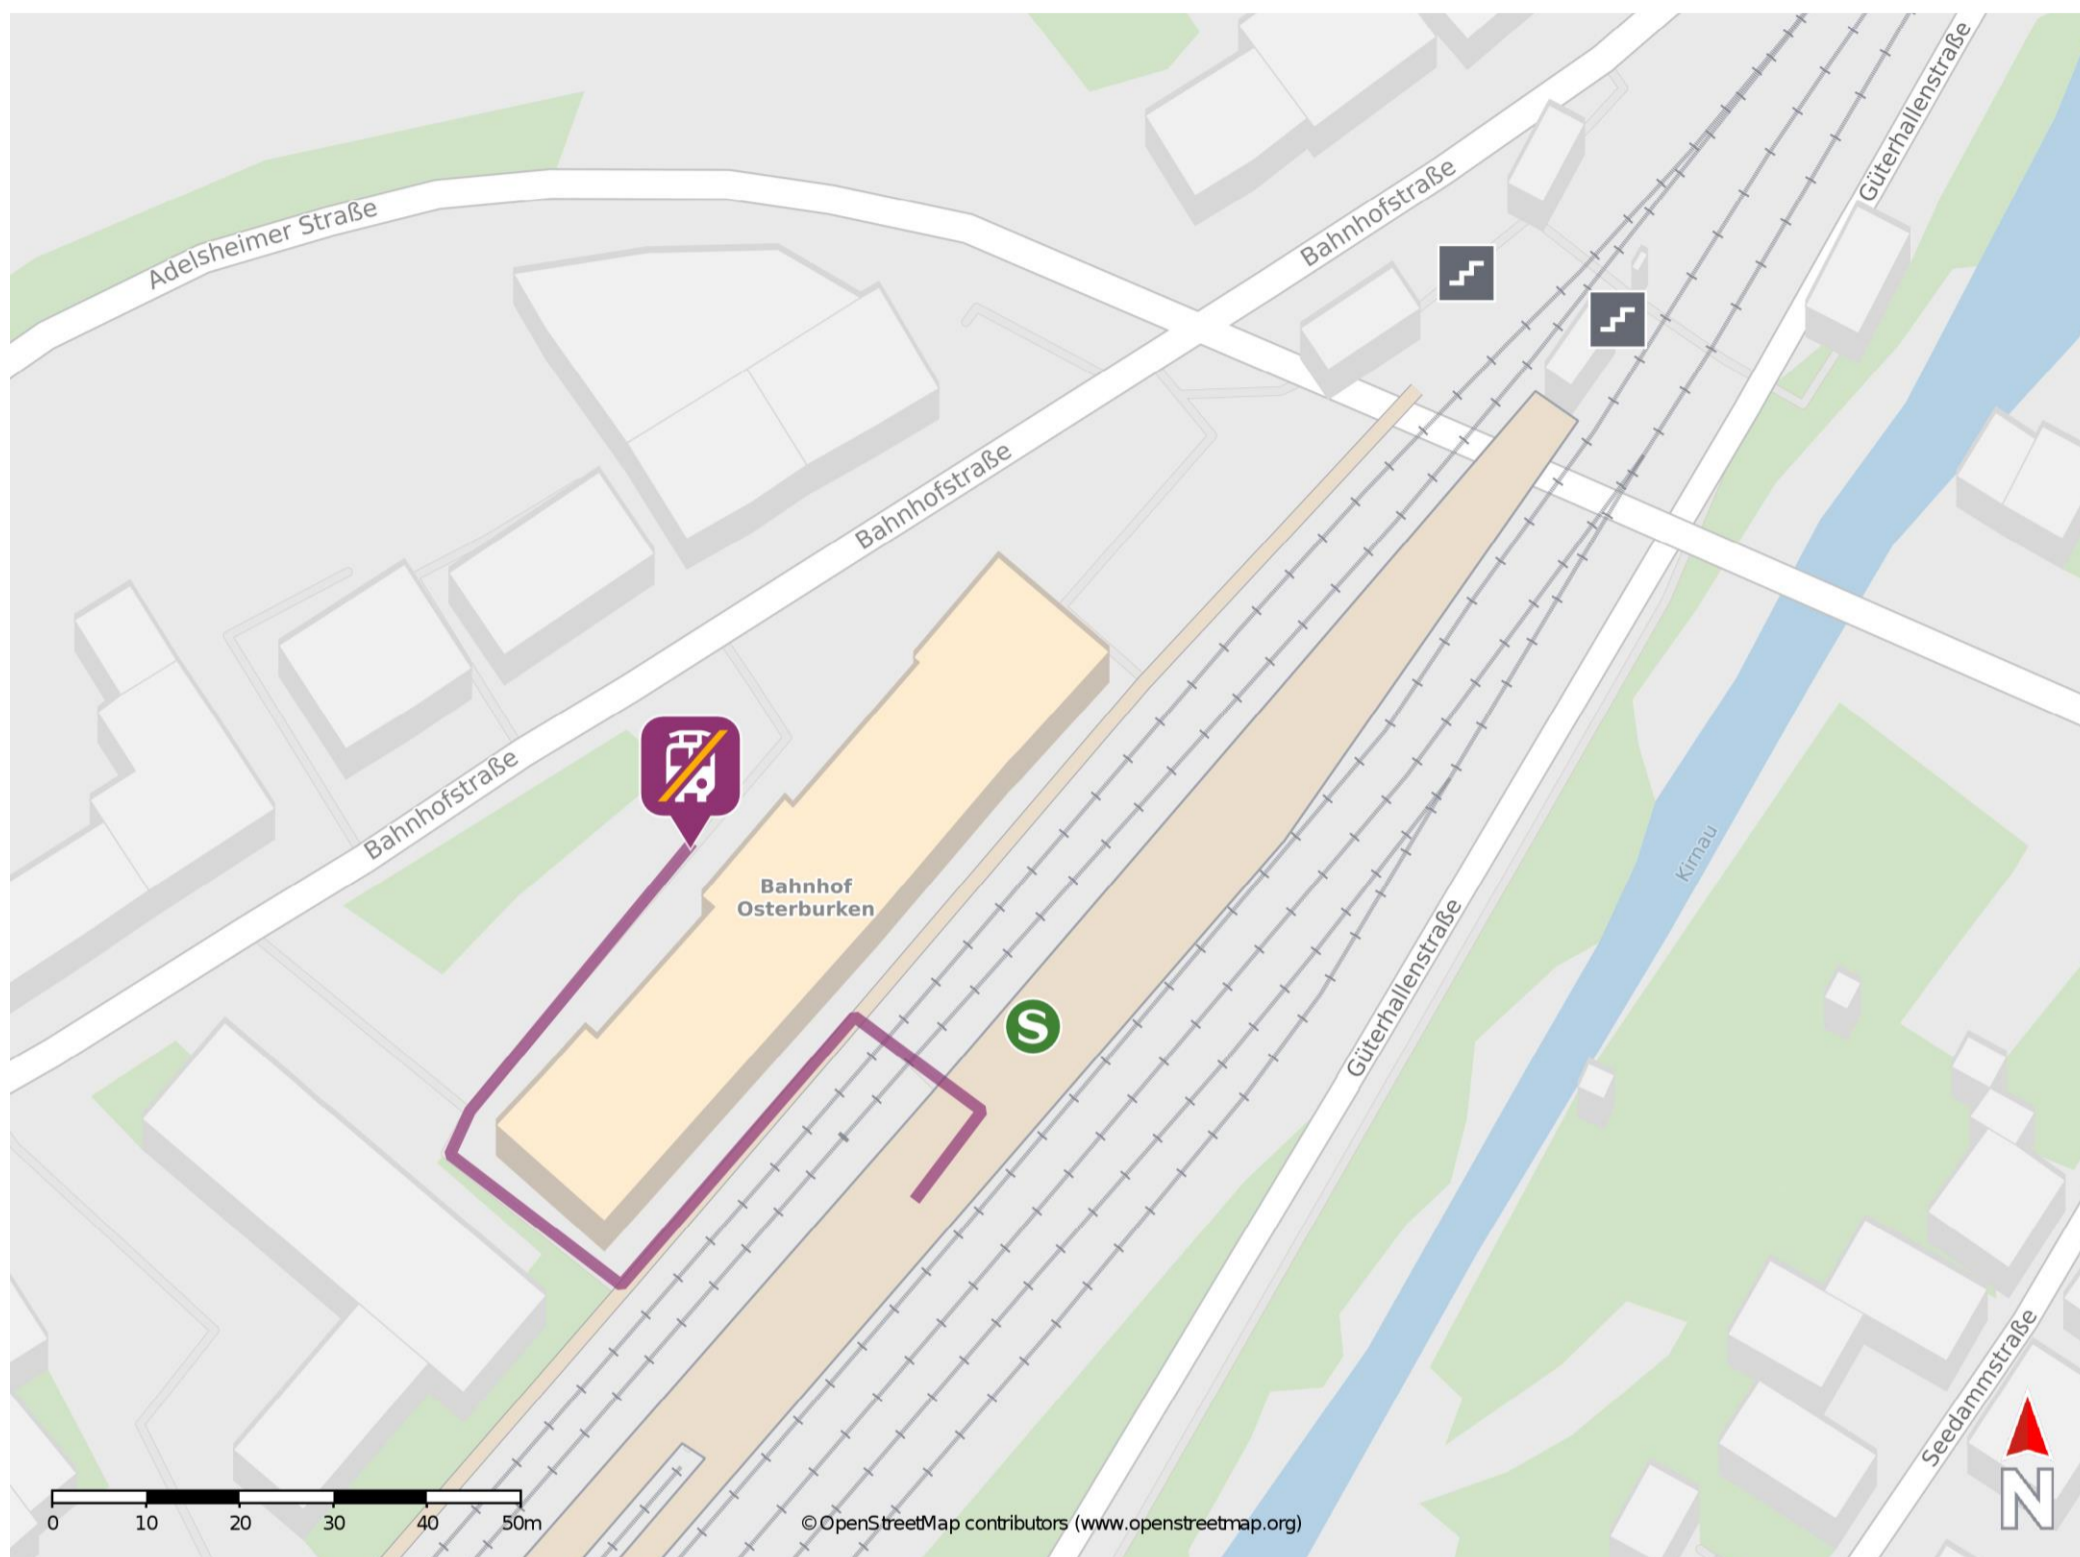 Güterhallenstraße
Bahnhofstraße
Adelsheimer Straße
Bahnhofstraße
Bahnhofstraße
Kirnau
Bahnhof
Osterburken
Güterhallenstraße
S
Seedammstraße
0 10 20 30 40 50m
© OpenStreetMap contributors (www.openstreetmap.org)
N